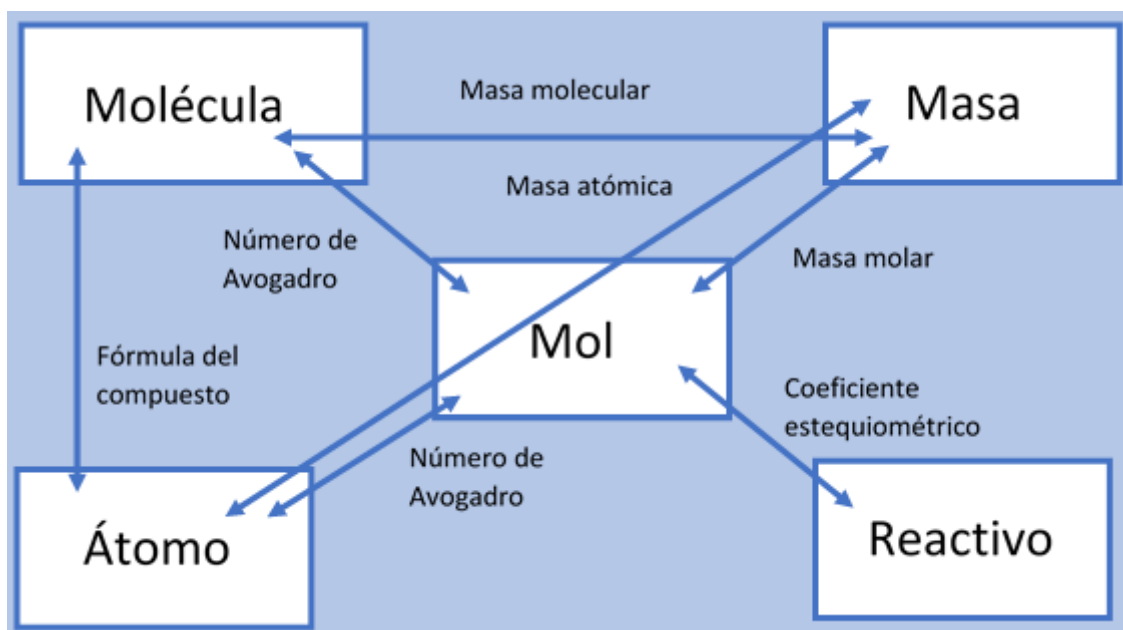 Molécula
Masa molecular
Masa
Masa atómica
Número de
Avogadro
Masa molar
Mol
Fórmula del
compuesto
Coeficiente
estequiométrico
Número de
Avogadro
Átomo
Reactivo